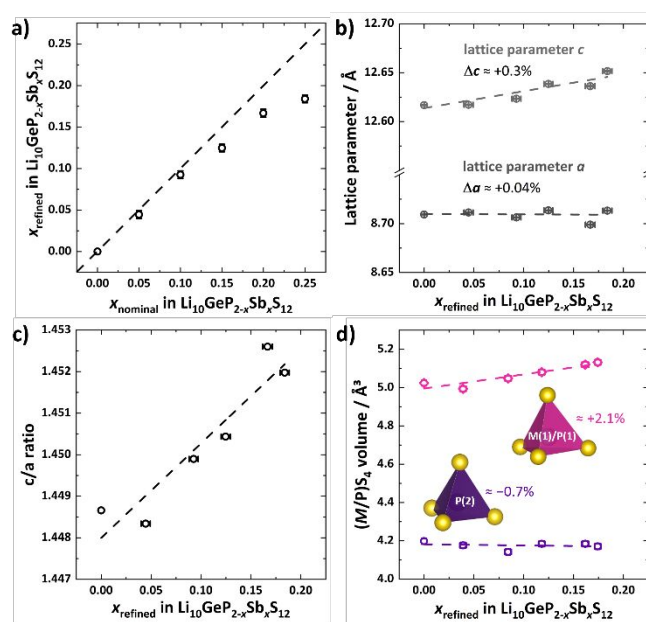 a)
0.25
0.20
0.15
0.10
0.05
0.00
x_refined in Li₁₀GeP₂₋ₓSbₓS₁₂
0.00 0.05 0.10 0.15 0.20 0.25
x_nominal in Li₁₀GeP₂₋ₓSbₓS₁₂
b)
12.70
12.65
12.60
8.70
8.65
Lattice parameter / Å
lattice parameter c
Δc ≈ +0.3%
lattice parameter a
Δa ≈ +0.04%
0.00 0.05 0.10 0.15 0.20
x_refined in Li₁₀GeP₂₋ₓSbₓS₁₂
c)
1.453
1.452
1.451
1.450
1.449
1.448
1.447
c/a ratio
0.00 0.05 0.10 0.15 0.20
x_refined in Li₁₀GeP₂₋ₓSbₓS₁₂
d)
5.2
5.0
4.8
4.6
4.4
4.2
4.0
(M/P)S₄ volume / Å³
M(1)/P(1)
≈ +2.1%
P(2)
≈ −0.7%
0.00 0.05 0.10 0.15 0.20
x_refined in Li₁₀GeP₂₋ₓSbₓS₁₂